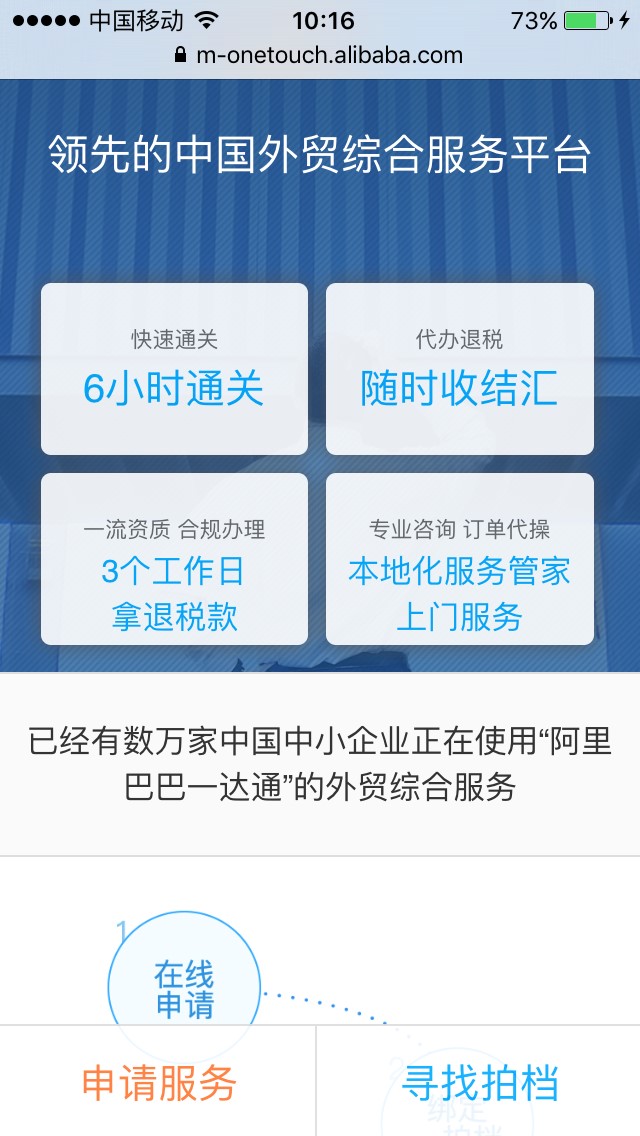 中国移动 10:16 73%
m-onetouch.alibaba.com
领先的中国外贸综合服务平台
快速通关
6小时通关
代办退税
随时收结汇
一流资质 合规办理
3个工作日
拿退税款
专业咨询 订单代操
本地化服务管家
上门服务
已经有数万家中国中小企业正在使用“阿里
巴巴一达通”的外贸综合服务
1
在线
申请
2
绑定
拍档
申请服务
寻找拍档